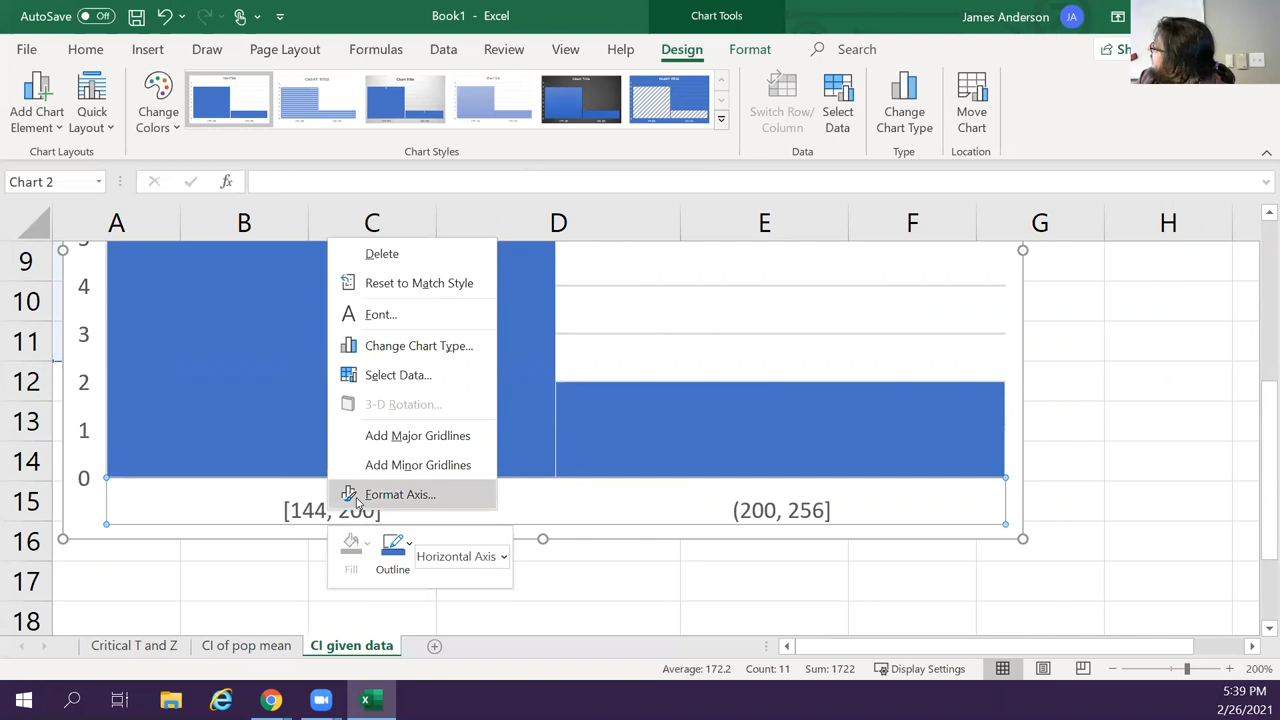 AutoSave Off Book1 - Excel Chart Tools James Anderson JA
File Home Insert Draw Page Layout Formulas Data Review View Help Design Format Search Sh
Add Chart Element
Quick Layout
Change Colors
Switch Row/ Column
Select Data
Change Chart Type
Move Chart
Chart Layouts Chart Styles Data Type Location
Chart 2 fx
A B C D E F G H
9
10
11
12
13
14
15
16
17
18
4
3
2
1
0
[144, 200] (200, 256]
Delete
Reset to Match Style
Font...
Change Chart Type...
Select Data...
3-D Rotation...
Add Major Gridlines
Add Minor Gridlines
Format Axis...
Fill Outline Horizontal Axis
Critical T and Z CI of pop mean CI given data
Average: 172.2 Count: 11 Sum: 1722 Display Settings 200%
5:39 PM
2/26/2021